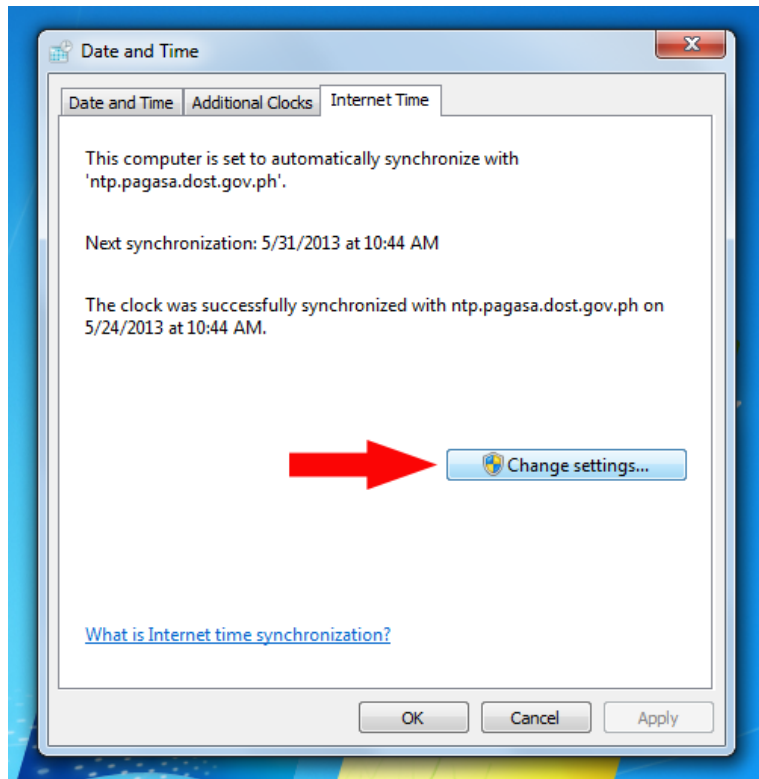 Date and Time
X
Date and Time
Additional Clocks
Internet Time
This computer is set to automatically synchronize with
'ntp.pagasa.dost.gov.ph'.
Next synchronization: 5/31/2013 at 10:44 AM
The clock was successfully synchronized with ntp.pagasa.dost.gov.ph on
5/24/2013 at 10:44 AM.
Change settings...
What is Internet time synchronization?
OK
Cancel
Apply